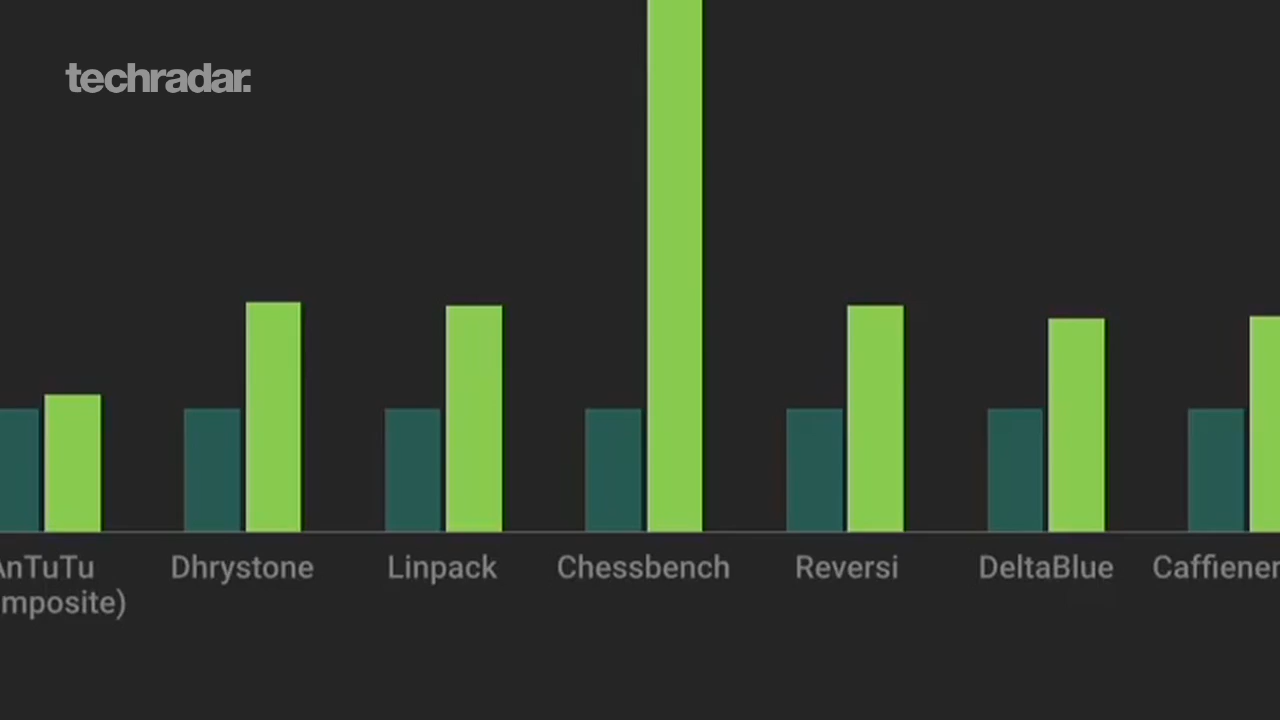 techradar.
AnTuTu
mposite)
Dhrystone
Linpack
Chessbench
Reversi
DeltaBlue
Caffiener